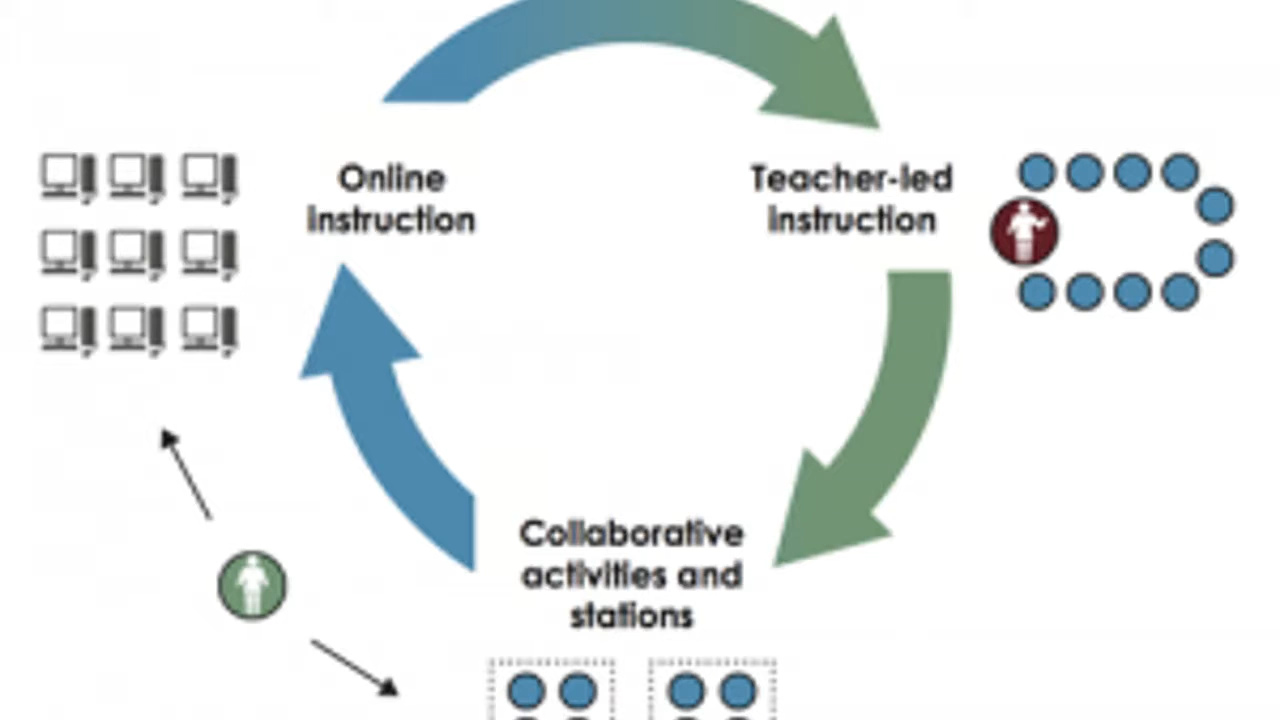 Online
instruction
Teacher-led
instruction
Collaborative
activities and
stations